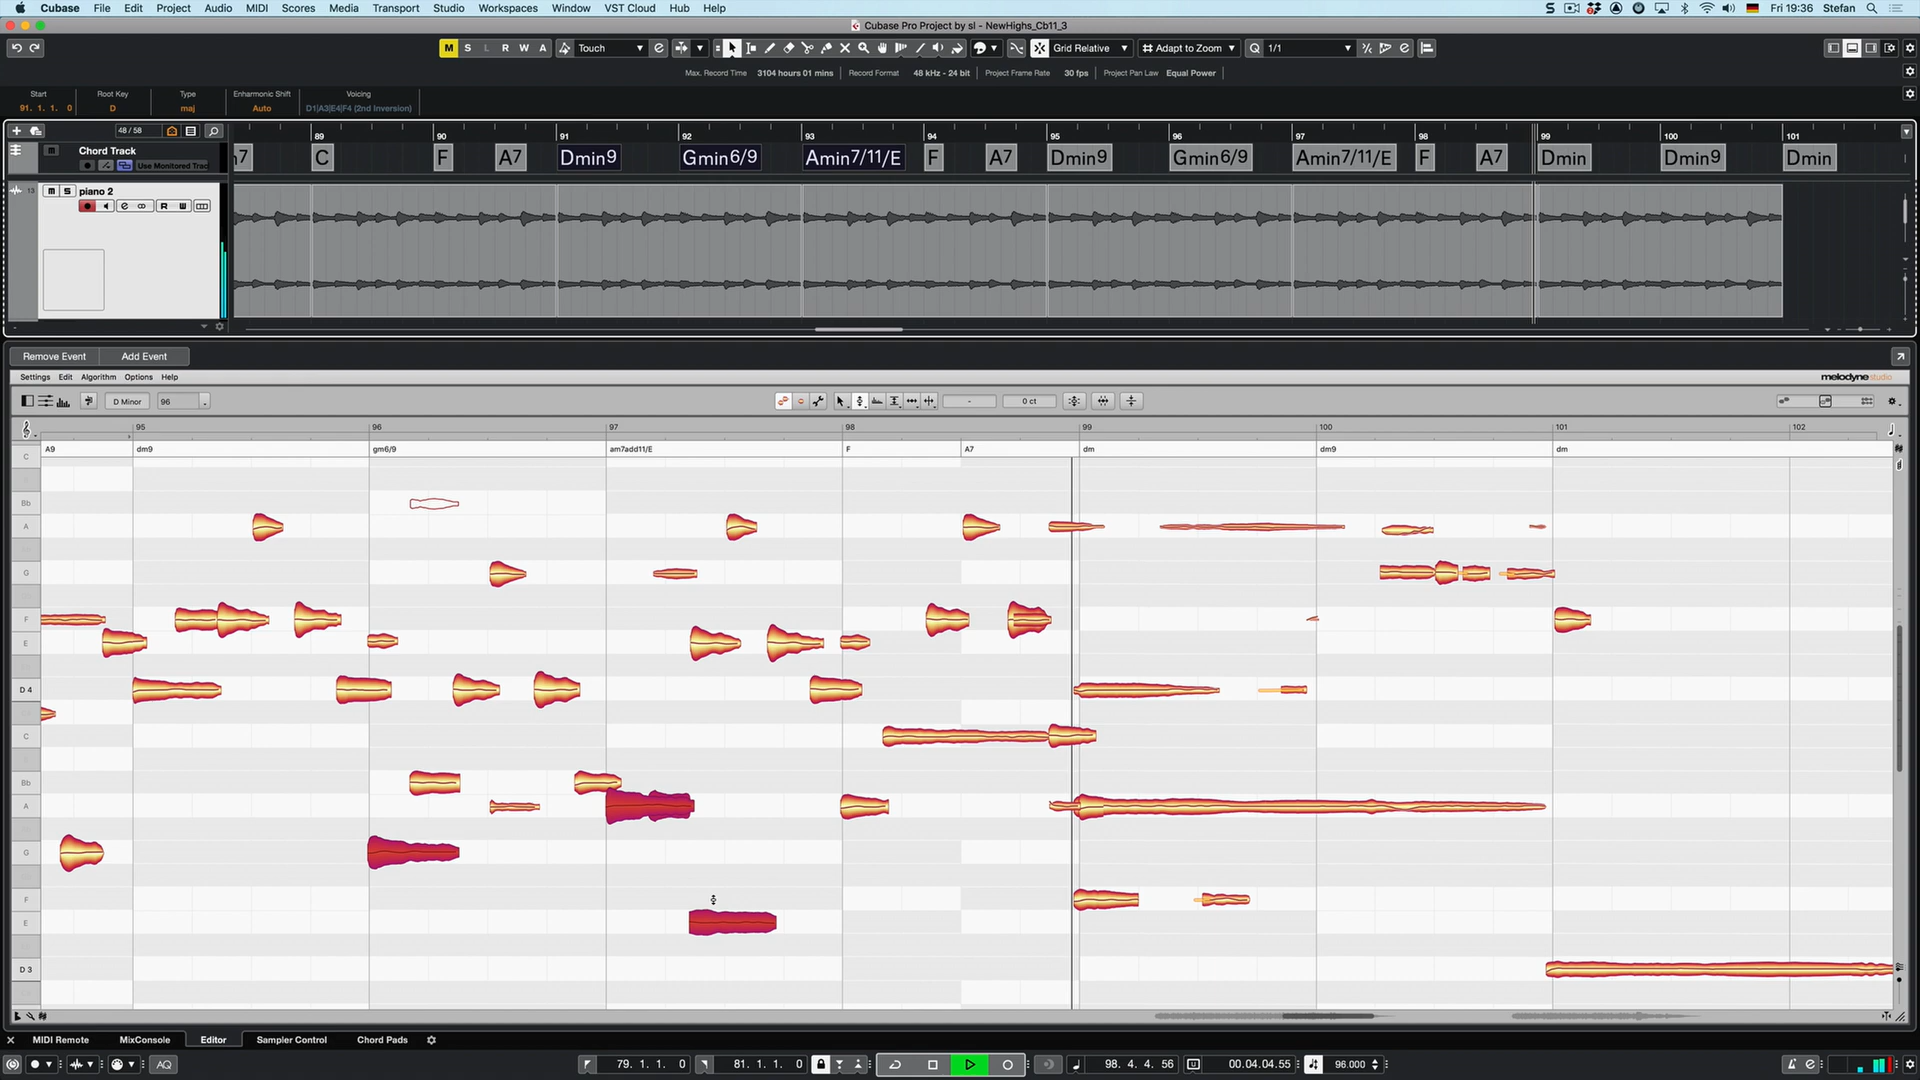 Cubase File Edit Project Audio MIDI Scores Media Transport Studio Workspaces Window VST Cloud Hub Help
Fri 19:36 Stefan
Cubase Pro Project by sl - NewHighs_Cb11_3
M S L R W A Touch Grid Relative Adapt to Zoom Q 1/1
Max. Record Time 3104 hours 01 mins Record Format 48 kHz - 24 bit Project Frame Rate 30 fps Project Pan Law Equal Power
Start Root Key Type Enharmonic Shift Voicing
91. 1. 1. 0 D maj Auto D1|A3|E4|F4 (2nd Inversion)
48 / 58
89 90 91 92 93 94 95 96 97 98 99 100 101
Chord Track
Use Monitored Trac
C F A7 Dmin9 Gmin6/9 Amin7/11/E F A7 Dmin9 Gmin6/9 Amin7/11/E F A7 Dmin Dmin9 Dmin
13 m S piano 2
R W
Remove Event Add Event
Settings Edit Algorithm Options Help
melodyne studio
D Minor 96 - 0 ct
95 96 97 98 99 100 101 102
A9 dm9 gm6/9 am7add11/E F A7 dm dm9 dm
C
Bb
A
G
F
E
D 4
C
Bb
A
G
F
E
D 3
MIDI Remote MixConsole Editor Sampler Control Chord Pads
AQ 79. 1. 1. 0 81. 1. 1. 0 98. 4. 4. 56 00.04.04.55 96.000